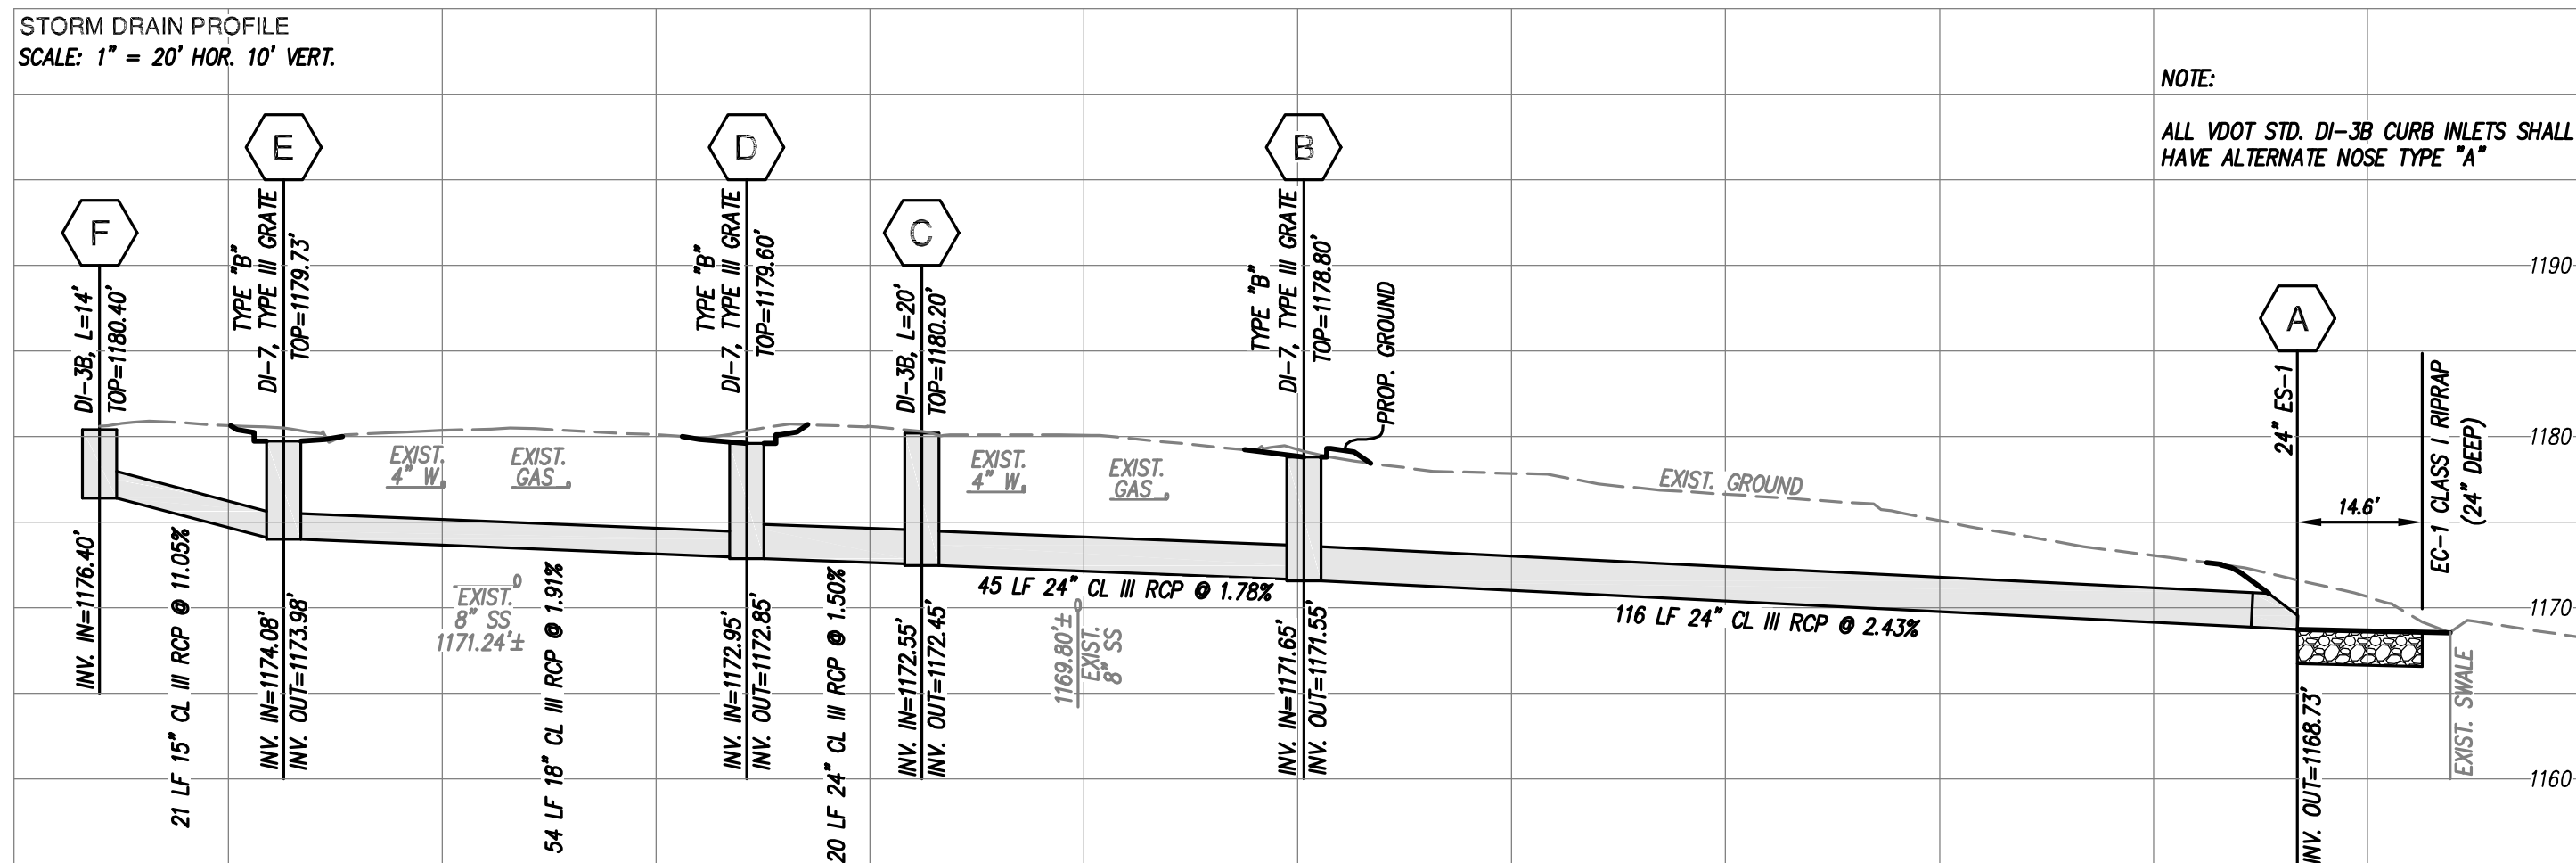 STORM DRAIN PROFILE
SCALE: 1" = 20' HOR. 10' VERT.
NOTE:
ALL VDOT STD. DI-3B CURB INLETS SHALL
HAVE ALTERNATE NOSE TYPE "A"
F
DI-3B, L=14'
TOP=1180.40'
INV. IN=1176.40'
21 LF 15" CL III RCP @ 11.05%
E
TYPE "B"
DI-7, TYPE III GRATE
TOP=1179.73'
INV. IN=1174.08'
INV. OUT=1173.98'
EXIST.
4" W.
EXIST.
GAS
EXIST.
8" SS
1171.24'±
54 LF 18" CL III RCP @ 1.91%
D
TYPE "B"
DI-7, TYPE III GRATE
TOP=1179.60'
INV. IN=1172.95'
INV. OUT=1172.85'
20 LF 24" CL III RCP @ 1.50%
C
DI-3B, L=20'
TOP=1180.20'
INV. IN=1172.55'
INV. OUT=1172.45'
EXIST.
4" W.
EXIST.
GAS
45 LF 24" CL III RCP @ 1.78%
1169.80'±
EXIST.
8" SS
B
TYPE "B"
DI-7, TYPE III GRATE
TOP=1178.80'
PROP. GROUND
INV. IN=1171.65'
INV. OUT=1171.55'
EXIST. GROUND
116 LF 24" CL III RCP @ 2.43%
A
24" ES-1
14.6'
EC-1 CLASS I RIPRAP
(24" DEEP)
INV. OUT=1168.73'
EXIST. SWALE
1190
1180
1170
1160